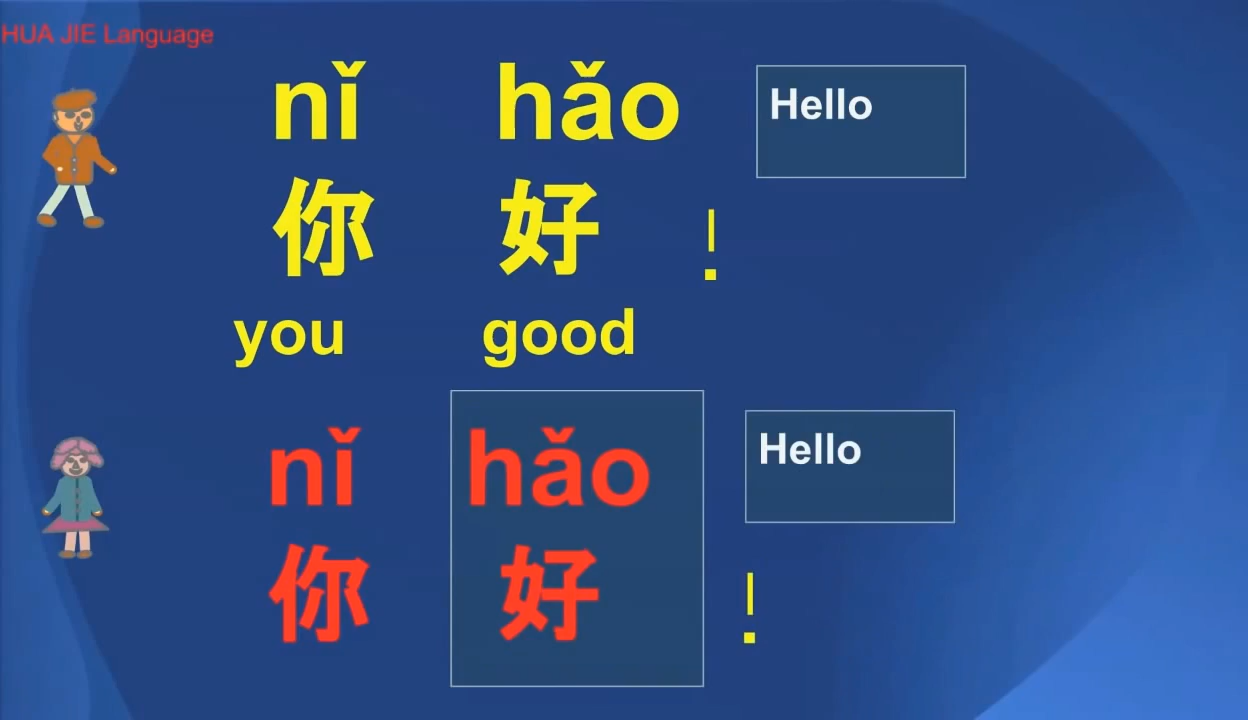 HUA JIE Language
nǐ hǎo
Hello
你 好 !
you good
nǐ hǎo
Hello
你 好 !